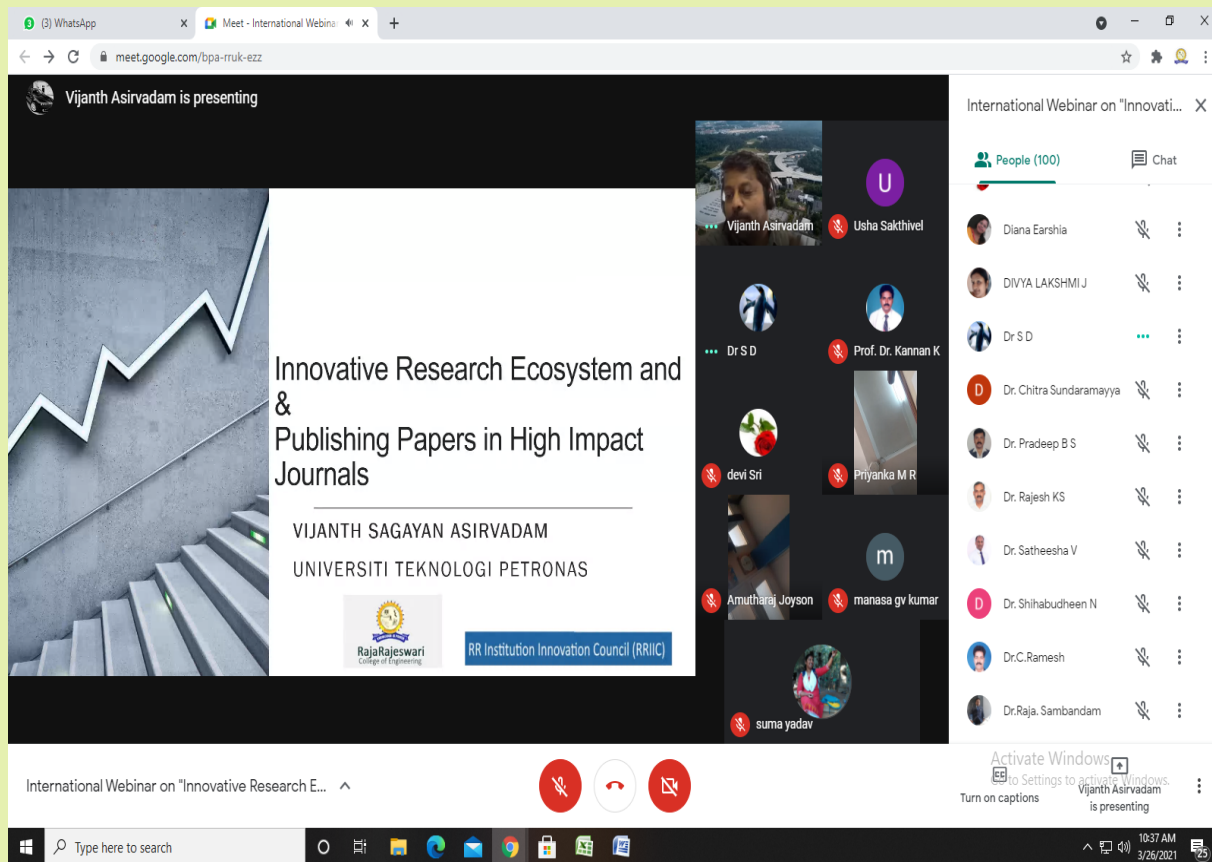 (3) WhatsApp
Meet - International Webina
meet.google.com/bpa-rruk-ezz
Vijanth Asirvadam is presenting
Innovative Research Ecosystem and
&
Publishing Papers in High Impact
Journals
VIJANTH SAGAYAN ASIRVADAM
UNIVERSITI TEKNOLOGI PETRONAS
RajaRajeswari
College of Engineering
RR Institution Innovation Council (RRIIC)
Vijanth Asirvadam
U
Usha Sakthivel
Dr S D
Prof. Dr. Kannan K
devi Sri
Priyanka M R
Amutharaj Joyson
m
manasa gv kumar
suma yadav
International Webinar on "Innovati...
People (100)
Chat
Diana Earshia
DIVYA LAKSHMI J
Dr S D
D
Dr. Chitra Sundaramayya
Dr. Pradeep B S
Dr. Rajesh KS
Dr. Satheesha V
D
Dr. Shihabudheen N
Dr.C.Ramesh
Dr.Raja. Sambandam
International Webinar on "Innovative Research E...
Activate Windows
to Settings to activate Windows.
Turn on captions
Vijanth Asirvadam
is presenting
Type here to search
10:37 AM
3/26/2021
25